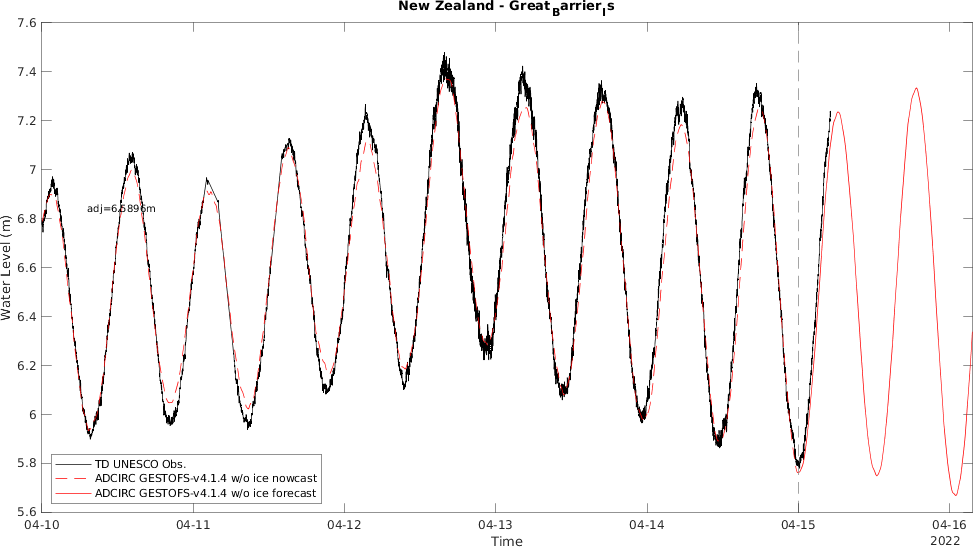 New Zealand - Great_Barrier_Is
7.6
7.4
7.2
7
6.8
6.6
6.4
6.2
6
5.8
5.6
Water Level (m)
adj=6.5896m
TD UNESCO Obs.
ADCIRC GESTOFS-v4.1.4 w/o ice nowcast
ADCIRC GESTOFS-v4.1.4 w/o ice forecast
04-10 04-11 04-12 04-13 04-14 04-15 04-16
Time 2022